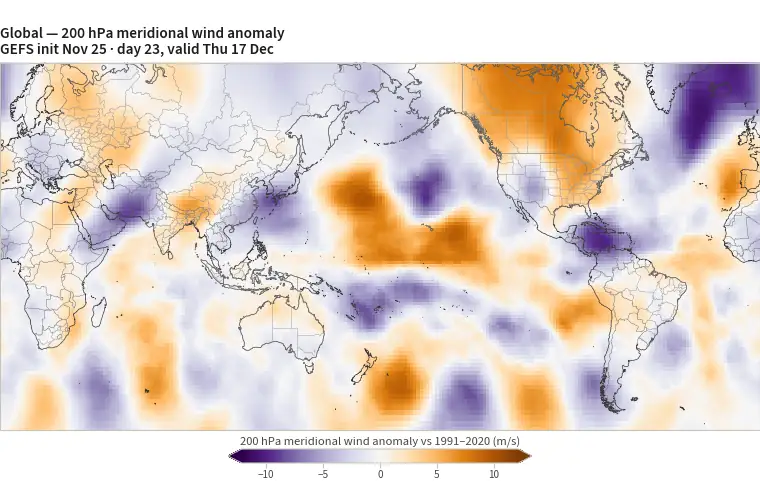 Global — 200 hPa meridional wind anomaly
GEFS init Nov 25 · day 23, valid Thu 17 Dec
200 hPa meridional wind anomaly vs 1991–2020 (m/s)
−10 −5 0 5 10